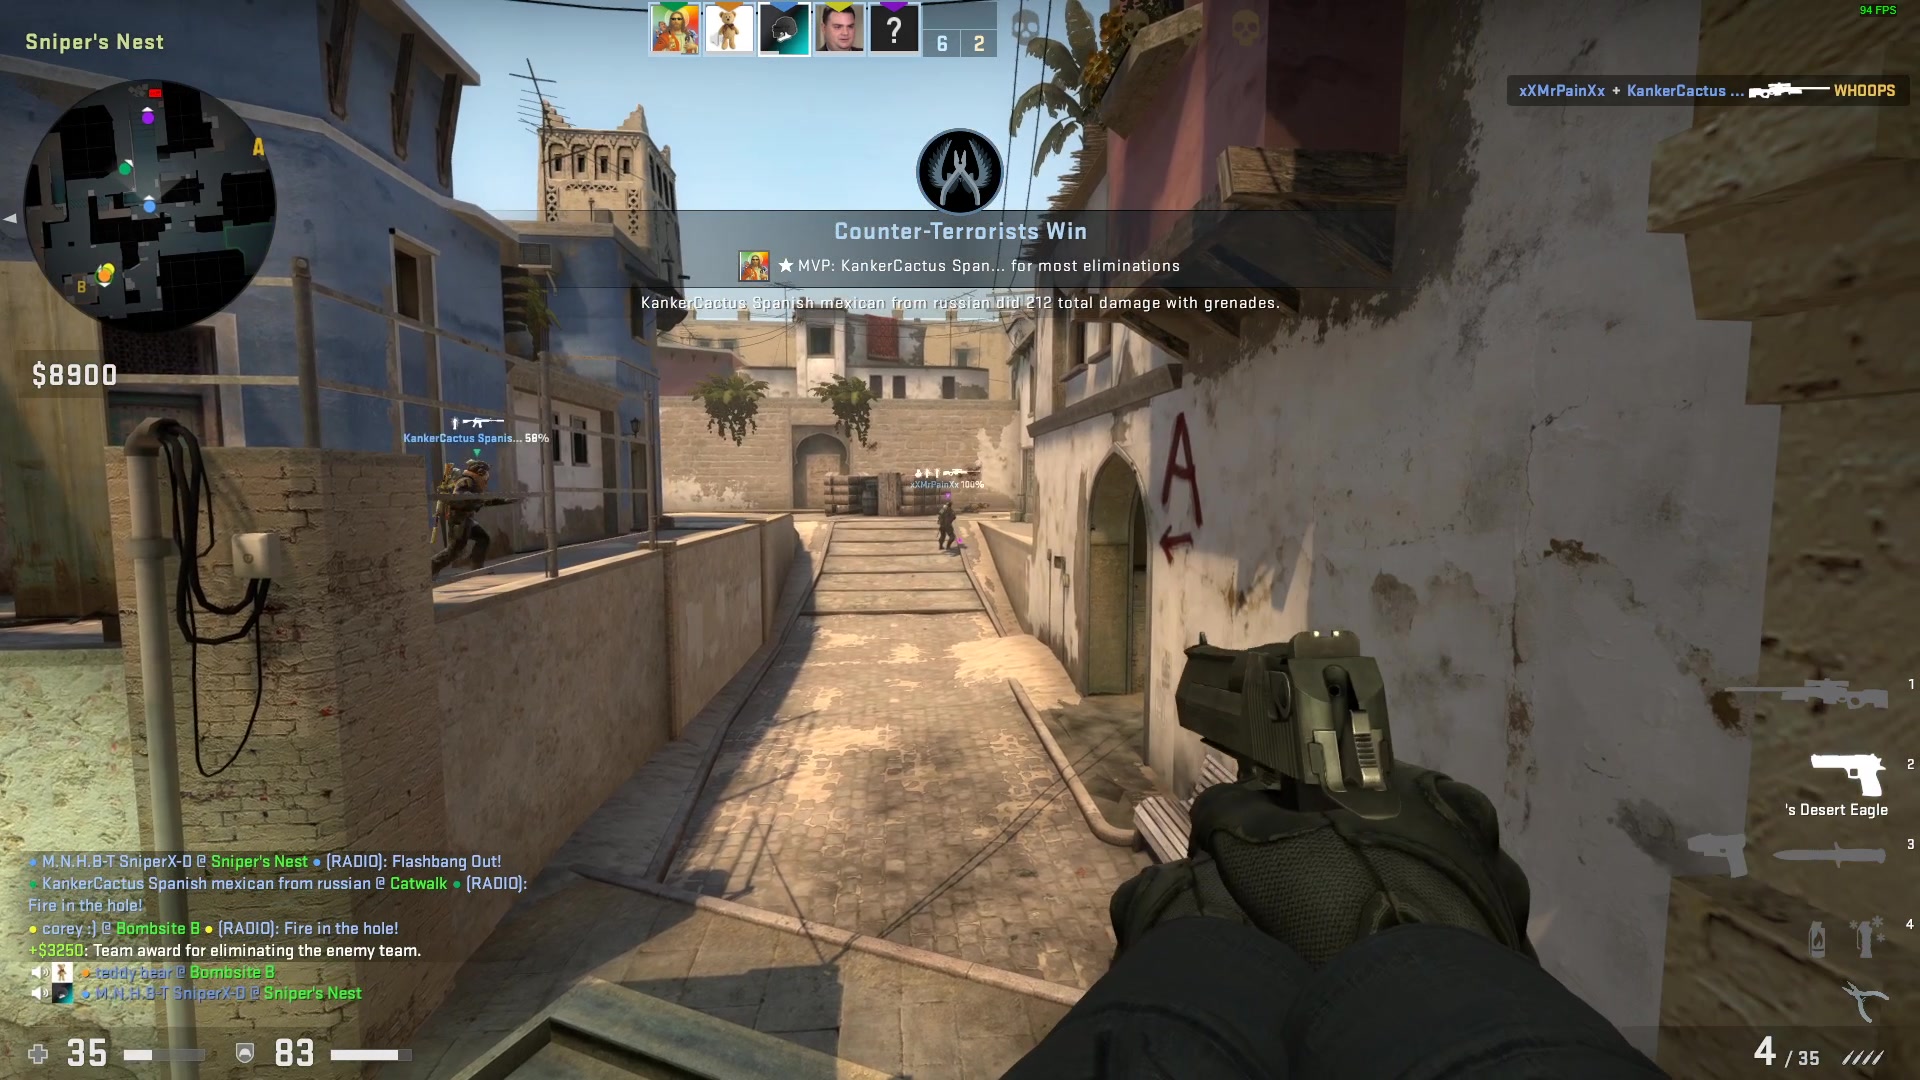 94 FPS
Sniper's Nest
?
6 2
xXMrPainXx + KankerCactus ... WHOOPS
A
B
Counter-Terrorists Win
★ MVP: KankerCactus Span... for most eliminations
KankerCactus Spanish mexican from russian did 212 total damage with grenades.
$8900
KankerCactus Spanis... 58%
xXMrPainXx 100%
A
1
2
's Desert Eagle
3
4
M.N.H.B-T SniperX-D @ Sniper's Nest ● (RADIO): Flashbang Out!
KankerCactus Spanish mexican from russian @ Catwalk ● (RADIO):
Fire in the hole!
● corey :) @ Bombsite B ● (RADIO): Fire in the hole!
+$3250: Team award for eliminating the enemy team.
teddy bear @ Bombsite B
M.N.H.B-T SniperX-D @ Sniper's Nest
35 83
4 / 35